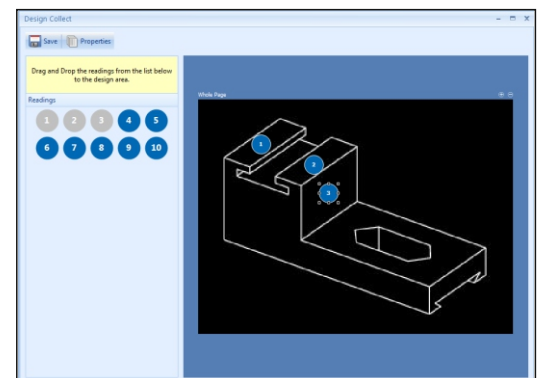 Design Collect
Save Properties
Drag and Drop the readings from the list below
to the design area.
Readings
1 2 3 4 5
6 7 8 9 10
Whole Page
1
2
3